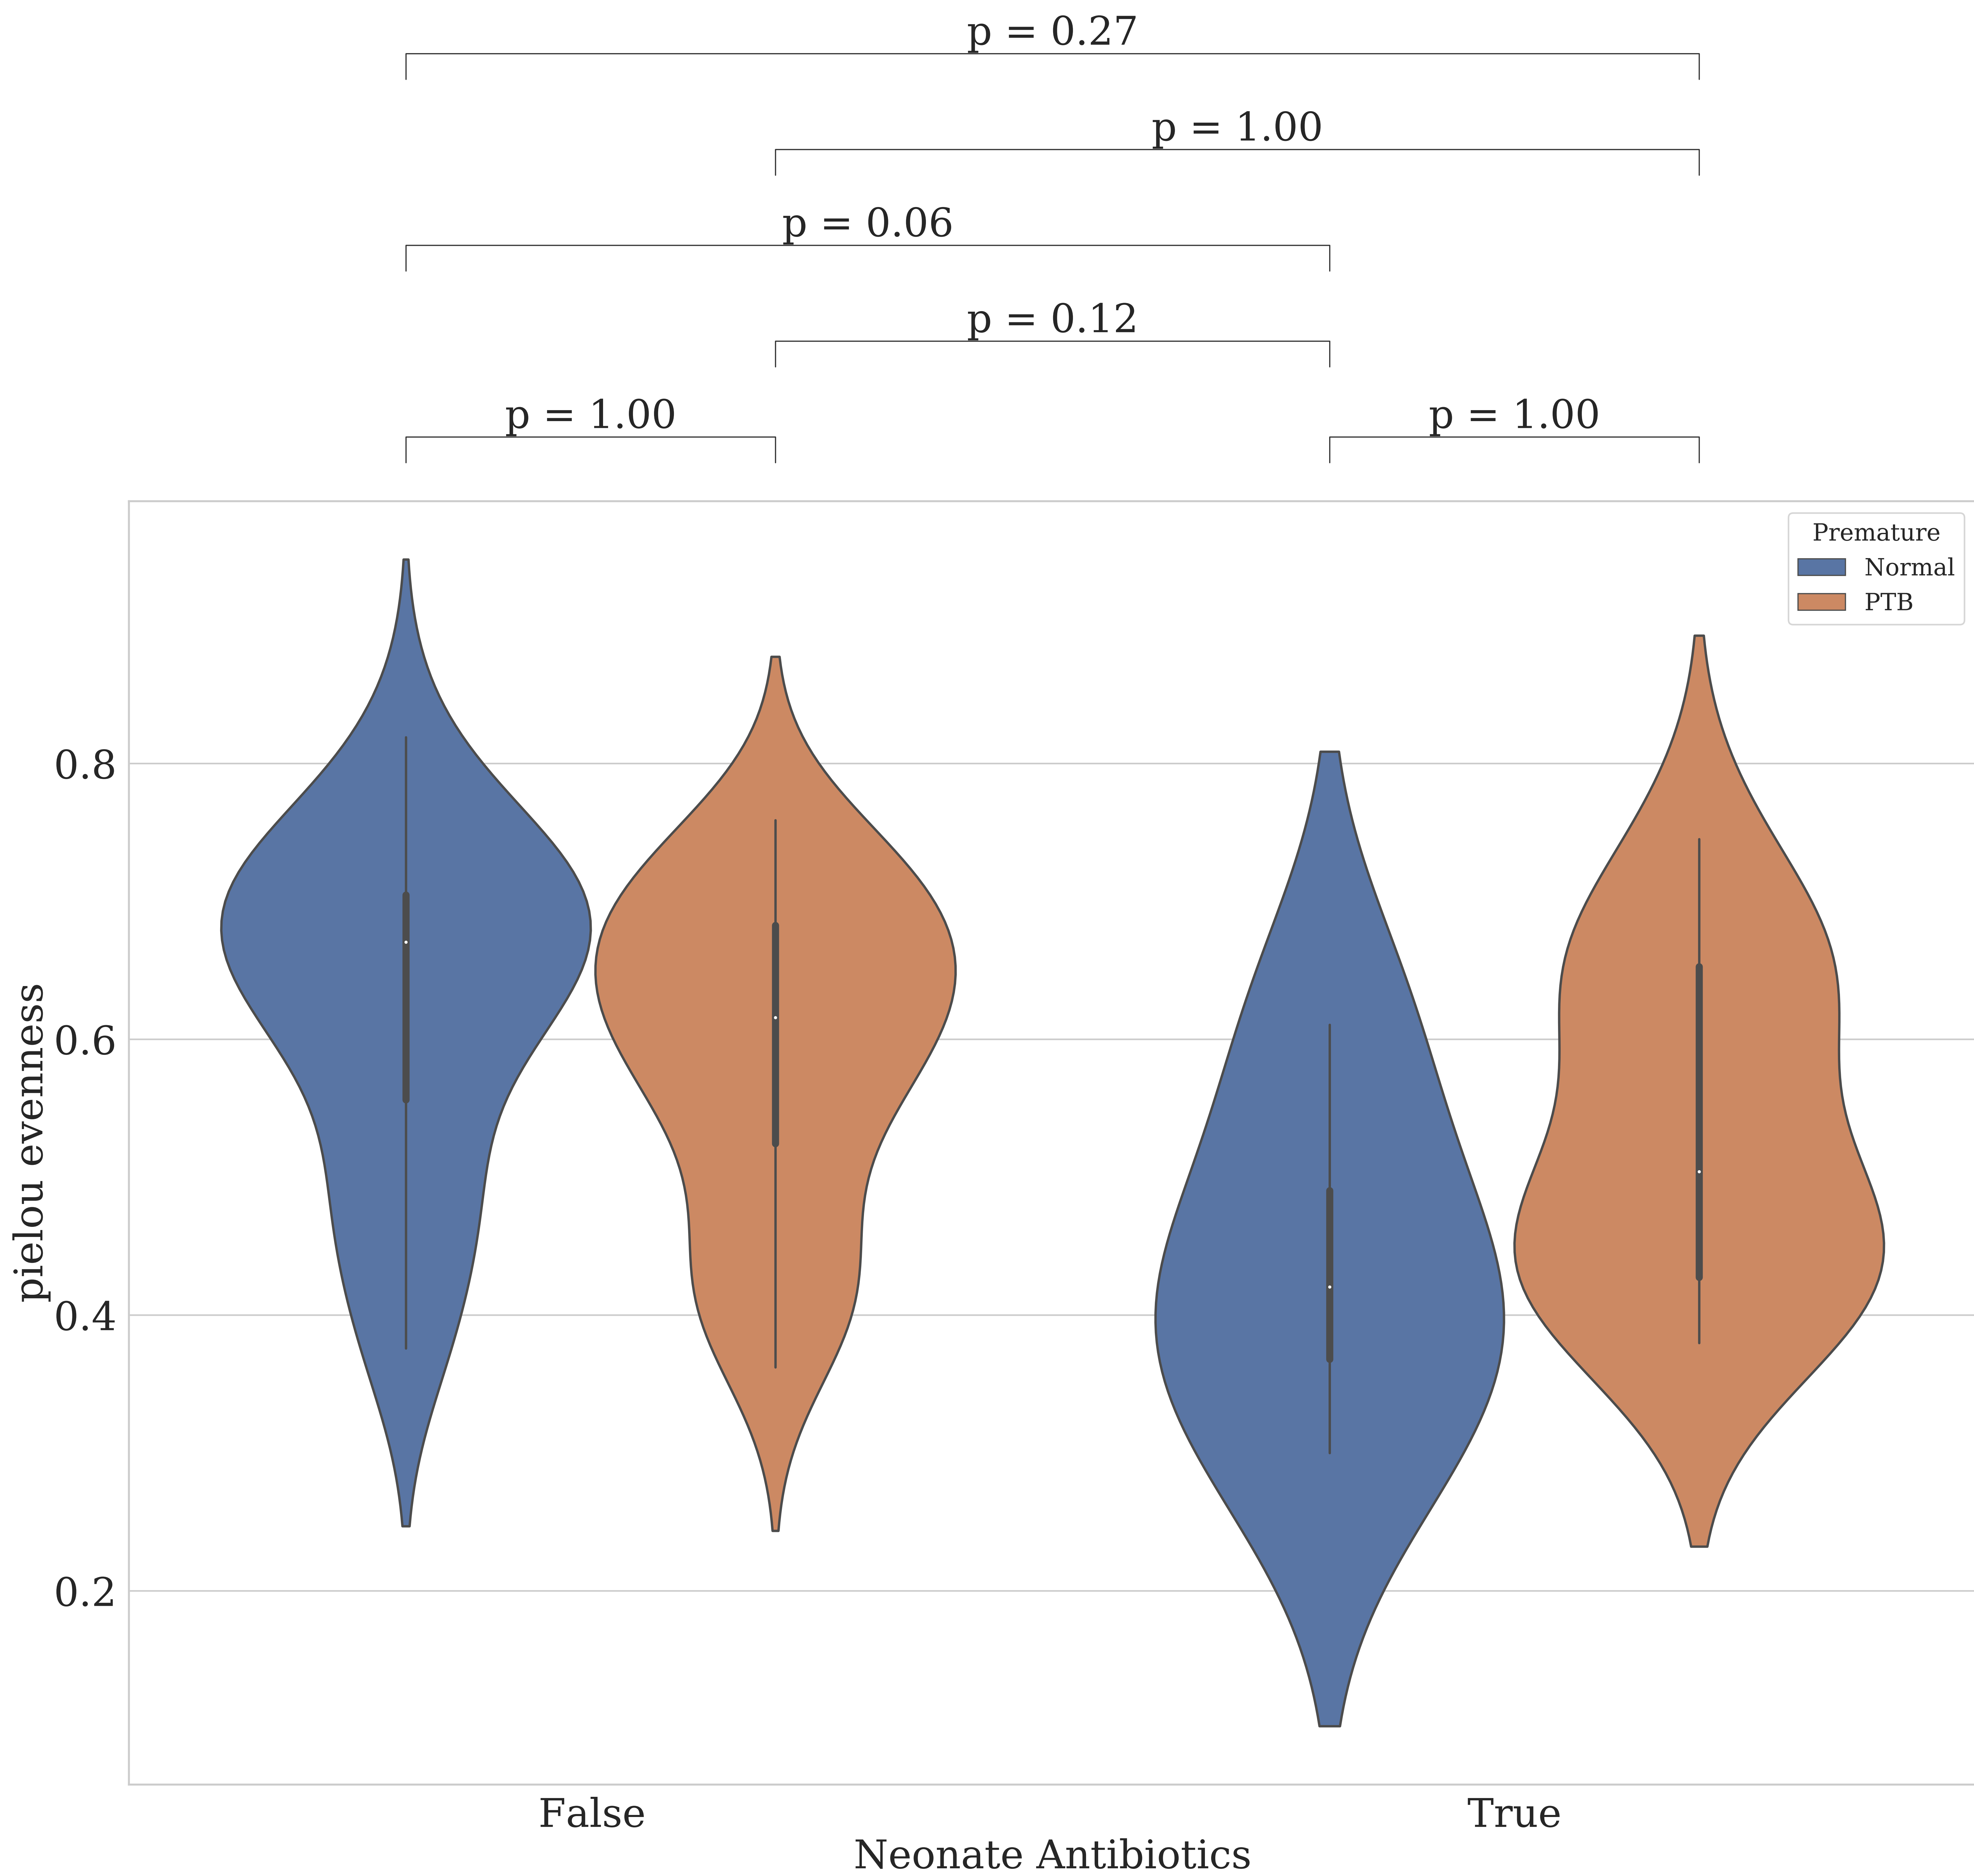 p = 0.27
p = 1.00
p = 0.06
p = 0.12
p = 1.00
p = 1.00
Premature
Normal
PTB
0.8
0.6
0.4
0.2
pielou evenness
False
True
Neonate Antibiotics